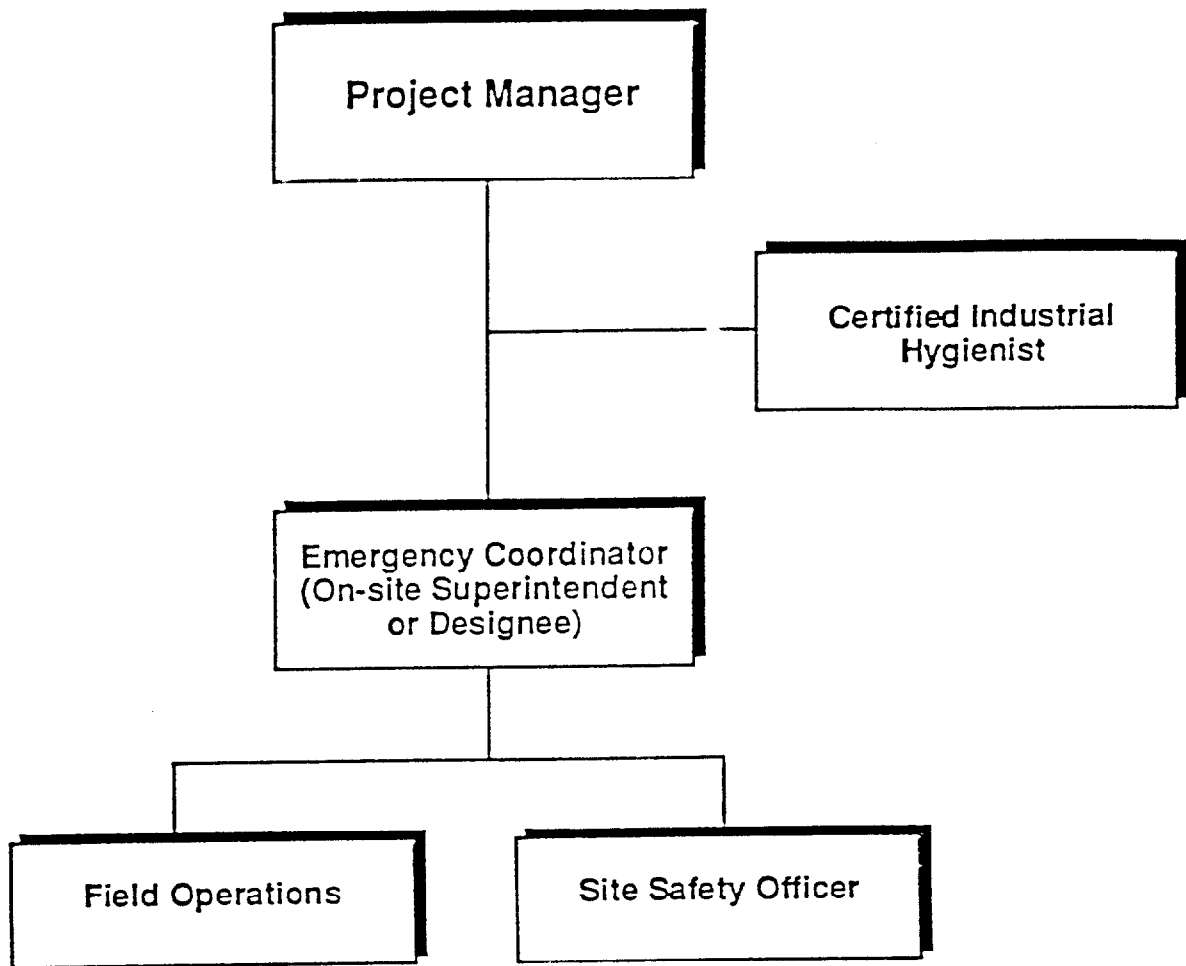 Project Manager
Certified Industrial
Hygienist
Emergency Coordinator
(On-site Superintendent
or Designee)
Field Operations
Site Safety Officer